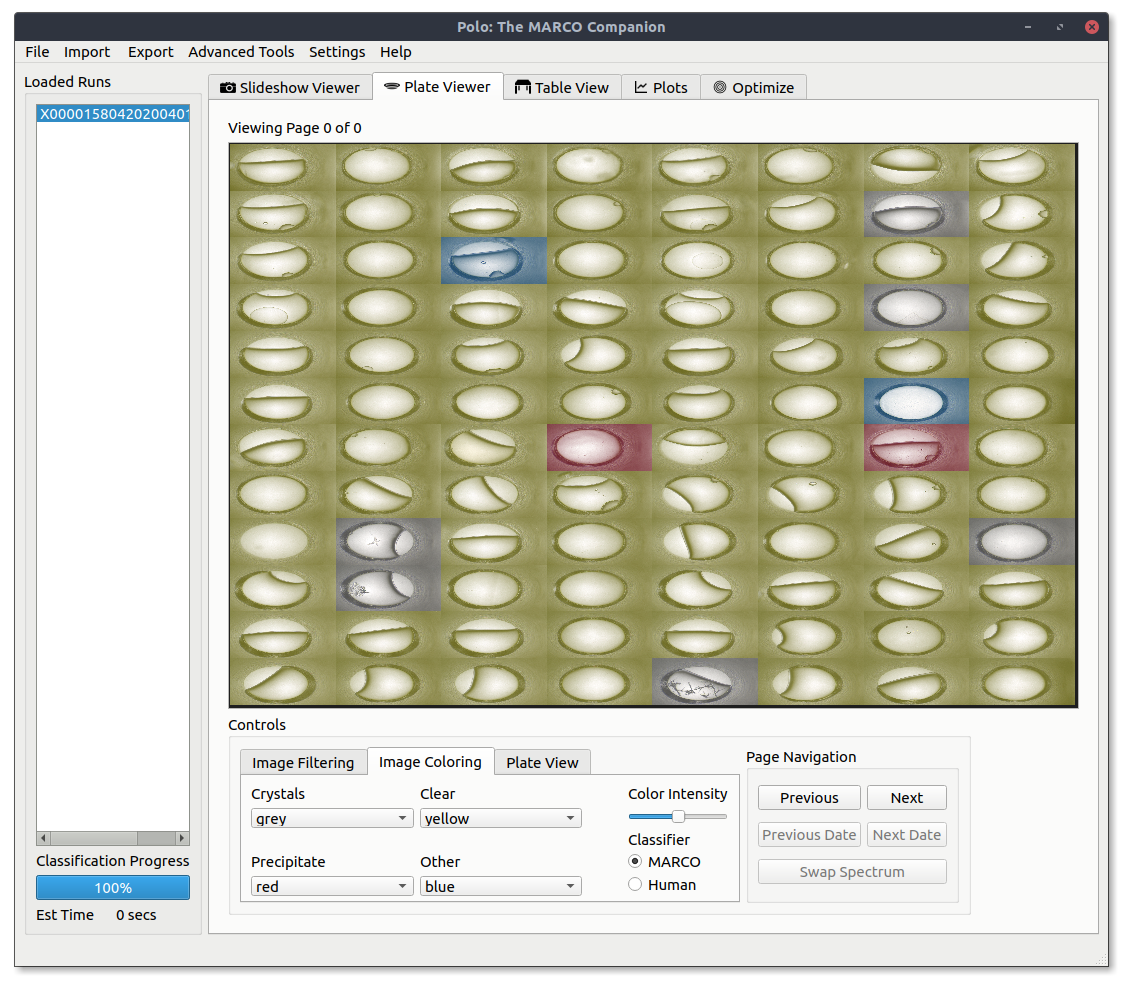 Polo: The MARCO Companion
File Import Export Advanced Tools Settings Help
Loaded Runs
X00001580420200401
Slideshow Viewer Plate Viewer Table View Plots Optimize
Viewing Page 0 of 0
Controls
Image Filtering Image Coloring Plate View
Crystals Clear Color Intensity
grey yellow
Classifier
Precipitate Other MARCO
red blue Human
Page Navigation
Previous Next
Previous Date Next Date
Swap Spectrum
Classification Progress
100%
Est Time 0 secs